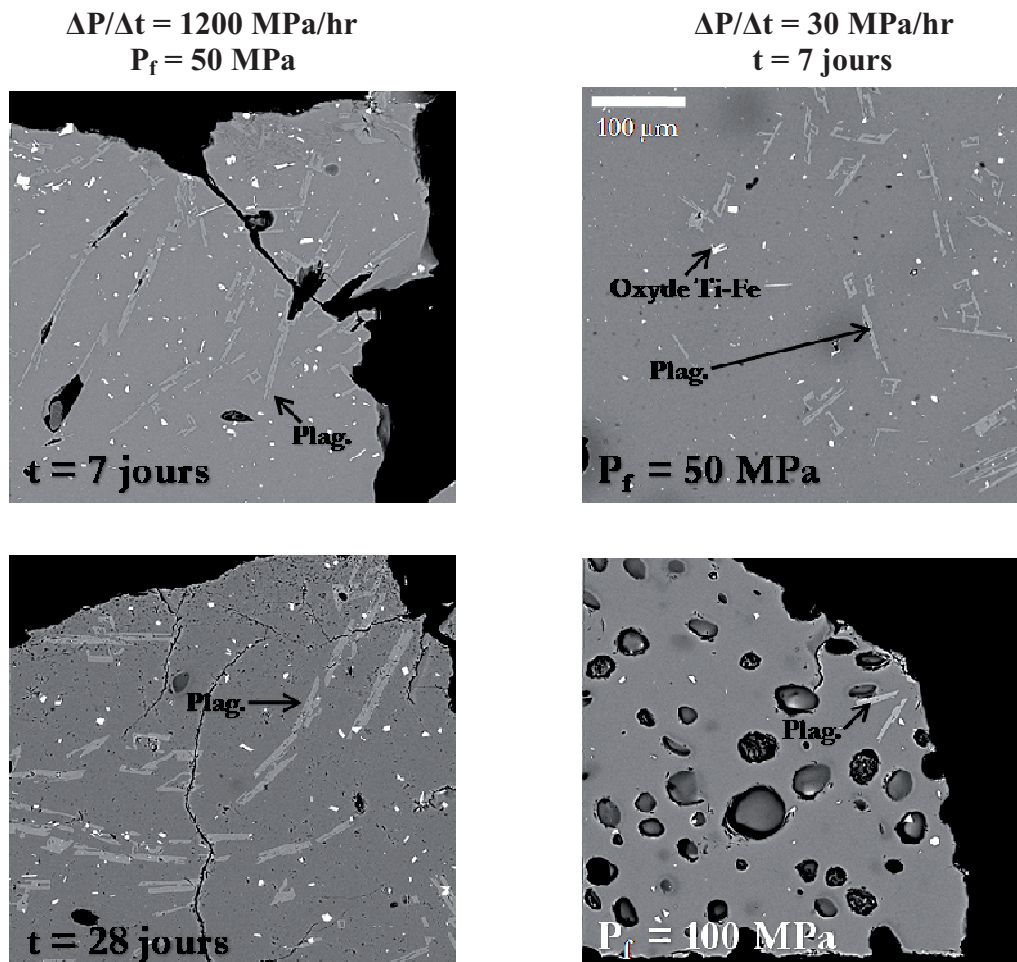 ΔP/Δt = 1200 MPa/hr
P_f = 50 MPa
ΔP/Δt = 30 MPa/hr
t = 7 jours
Plag.
t = 7 jours
100 µm
Oxyde Ti-Fe
Plag.
P_f = 50 MPa
Plag.
t = 28 jours
Plag.
P_f = 100 MPa